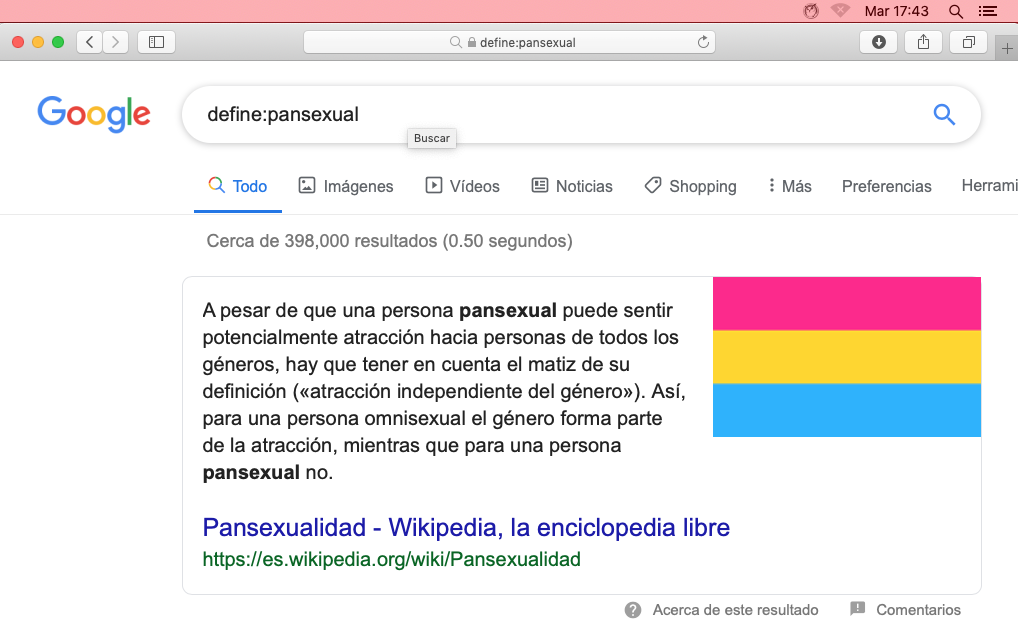 Mar 17:43
define:pansexual
Google
define:pansexual
Buscar
Todo
Imágenes
Vídeos
Noticias
Shopping
Más
Preferencias
Herrami
Cerca de 398,000 resultados (0.50 segundos)
A pesar de que una persona pansexual puede sentir
potencialmente atracción hacia personas de todos los
géneros, hay que tener en cuenta el matiz de su
definición («atracción independiente del género»). Así,
para una persona omnisexual el género forma parte
de la atracción, mientras que para una persona
pansexual no.
Pansexualidad - Wikipedia, la enciclopedia libre
https://es.wikipedia.org/wiki/Pansexualidad
Acerca de este resultado
Comentarios